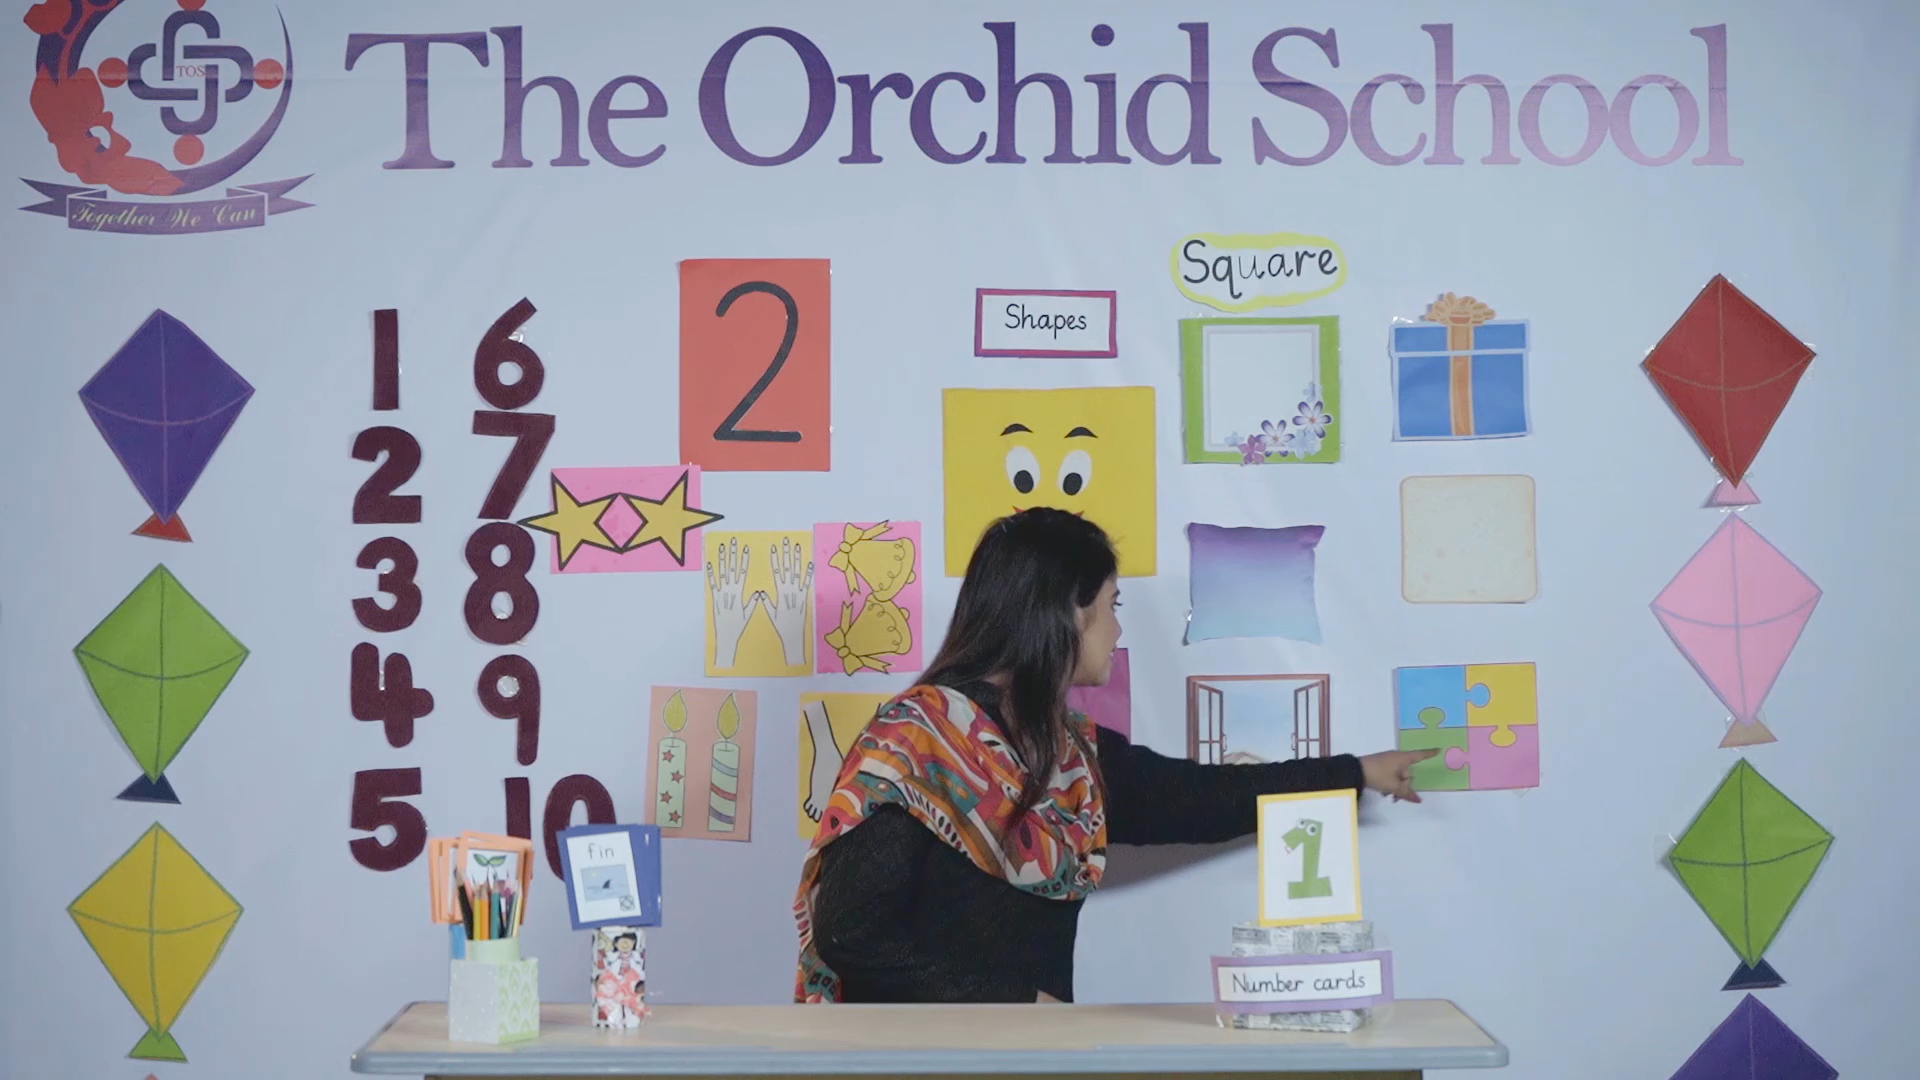 TOS
Together We Can
The Orchid School
1
2
3
4
5
6
7
8
9
10
2
Shapes
Square
fin
1
Number cards